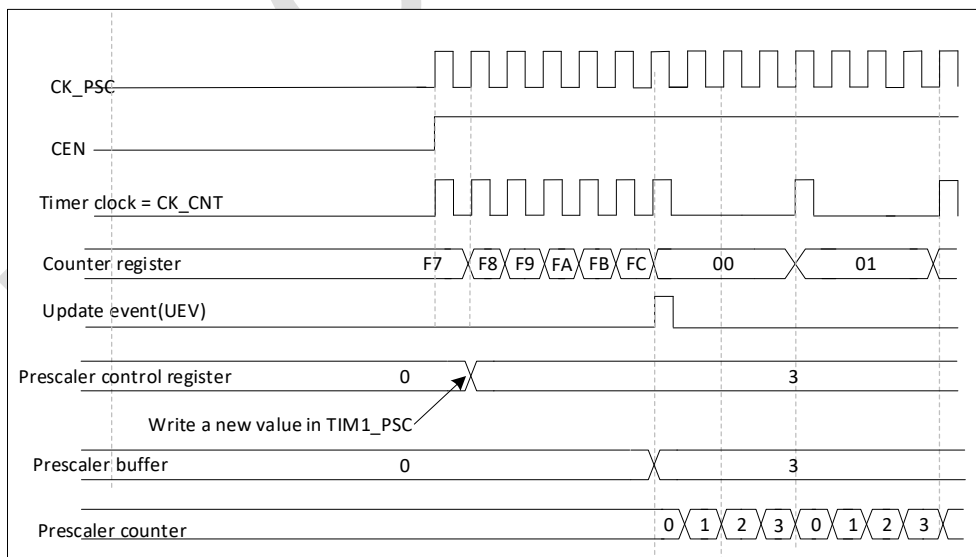 CK_PSC
CEN
Timer clock = CK_CNT
Counter register F7 F8 F9 FA FB FC 00 01
Update event(UEV)
Prescaler control register 0 3
Write a new value in TIM1_PSC
Prescaler buffer 0 3
Prescaler counter 0 1 2 3 0 1 2 3